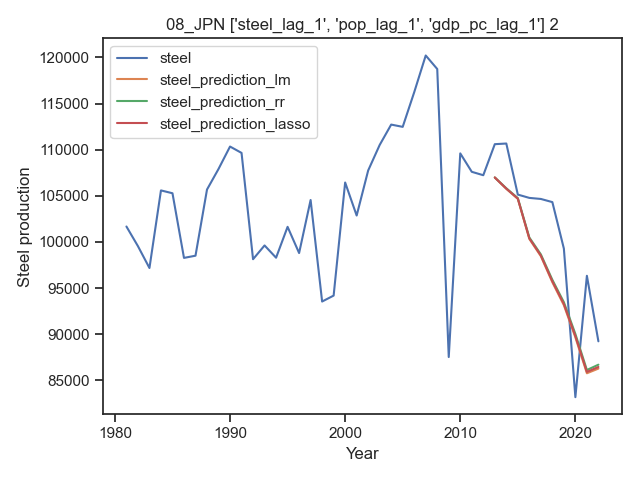 08_JPN ['steel_lag_1', 'pop_lag_1', 'gdp_pc_lag_1'] 2
steel
steel_prediction_lm
steel_prediction_rr
steel_prediction_lasso
Steel production
120000
115000
110000
105000
100000
95000
90000
85000
1980
1990
2000
2010
2020
Year